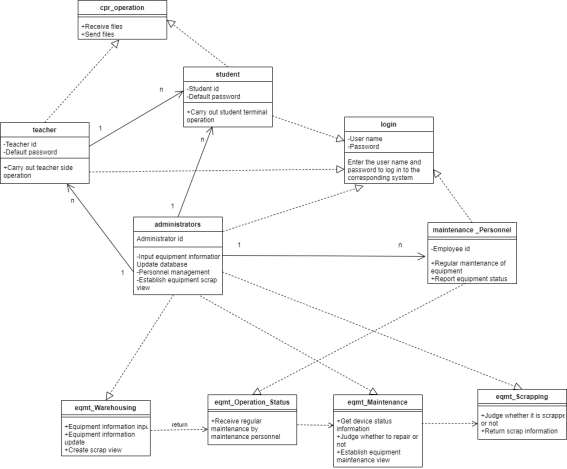 cpr_operation
+Receive files
+Send files
student
-Student id
-Default password
+Carry out student terminal
operation
n
1
n
teacher
-Teacher id
-Default password
+Carry out teacher side
operation
login
-User name
-Password
Enter the user name and
password to log in to the
corresponding system
n
1
1
administrators
Administrator id
-Input equipment informatior
Update database
-Personnel management
-Establish equipment scrap
view
1
n
maintenance _Personnel
-Employee id
+Regular maintenance of
equipment
+Report equipment status
eqmt_Warehousing
+Equipment information inpu
+Equipment information
update
+Create scrap view
return
eqmt_Operation_Status
+Receive regular
maintenance by
maintenance personnel
eqmt_Maintenance
+Get device status
information
+Judge whether to repair or
not
+Establish equipment
maintenance view
eqmt_Scrapping
+Judge whether it is scrappe
or not
+Return scrap information